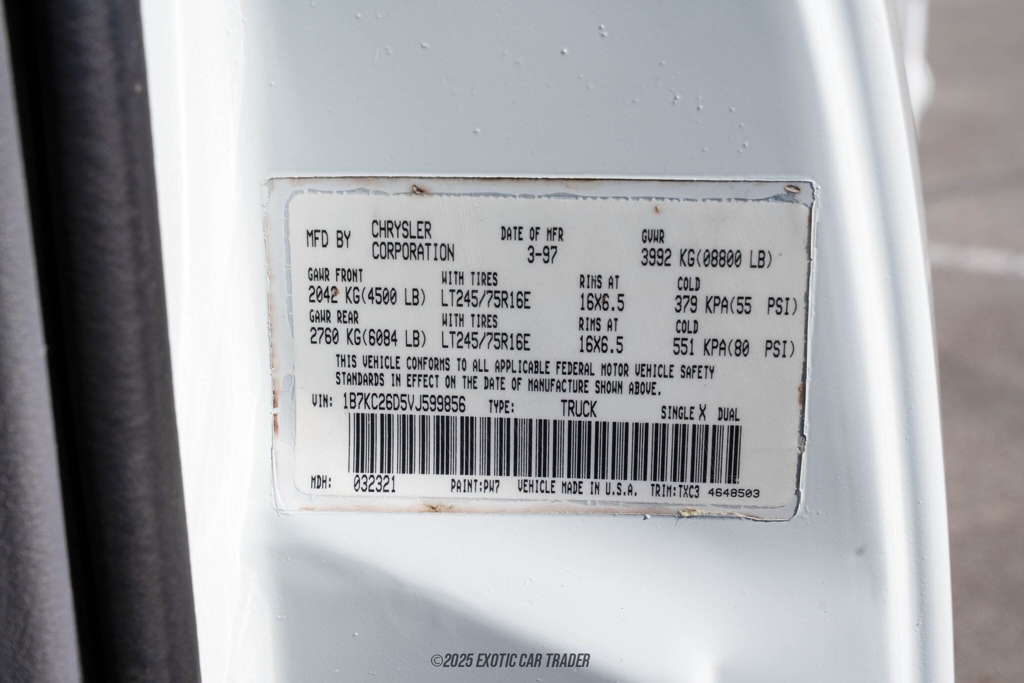 MFD BY CHRYSLER CORPORATION DATE OF MFR 3-97 GVWR 3992 KG(08800 LB)
GAWR FRONT WITH TIRES RIMS AT COLD
2042 KG(4500 LB) LT245/75R16E 16X6.5 379 KPA(55 PSI)
GAWR REAR WITH TIRES RIMS AT COLD
2760 KG(6084 LB) LT245/75R16E 16X6.5 551 KPA(80 PSI)
THIS VEHICLE CONFORMS TO ALL APPLICABLE FEDERAL MOTOR VEHICLE SAFETY
STANDARDS IN EFFECT ON THE DATE OF MANUFACTURE SHOWN ABOVE.
VIN: 1B7KC26D5VJ599856 TYPE: TRUCK SINGLE X DUAL
MDH: 032321 PAINT:PW7 VEHICLE MADE IN U.S.A. TRIM:TXC3 4648503
©2025 EXOTIC CAR TRADER